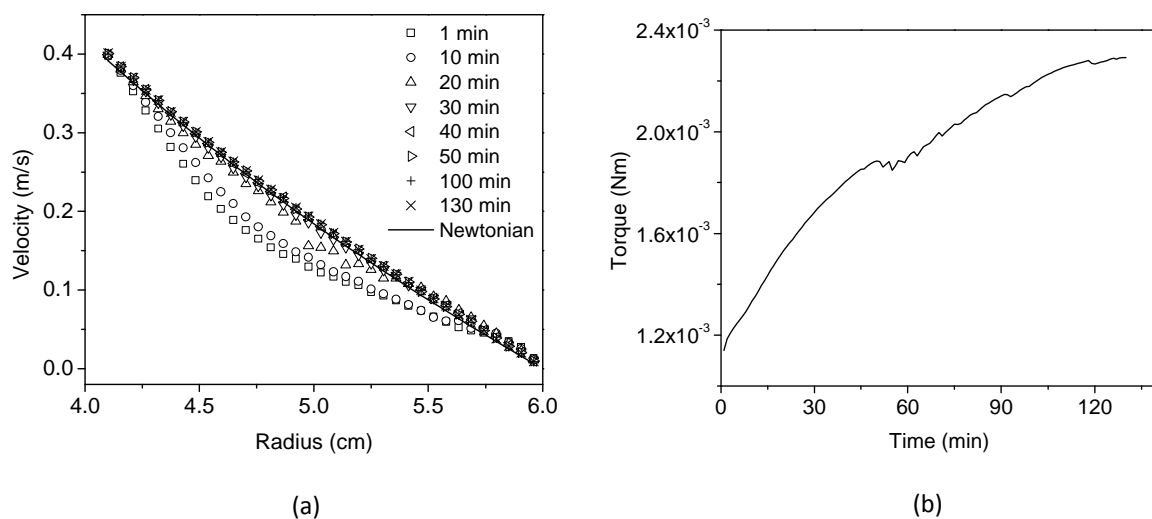 0.4
0.3
0.2
0.1
0.0
Velocity (m/s)
4.0 4.5 5.0 5.5 6.0
Radius (cm)
1 min
10 min
20 min
30 min
40 min
50 min
100 min
130 min
Newtonian
(a)
2.4x10⁻³
2.0x10⁻³
1.6x10⁻³
1.2x10⁻³
Torque (Nm)
0 30 60 90 120
Time (min)
(b)